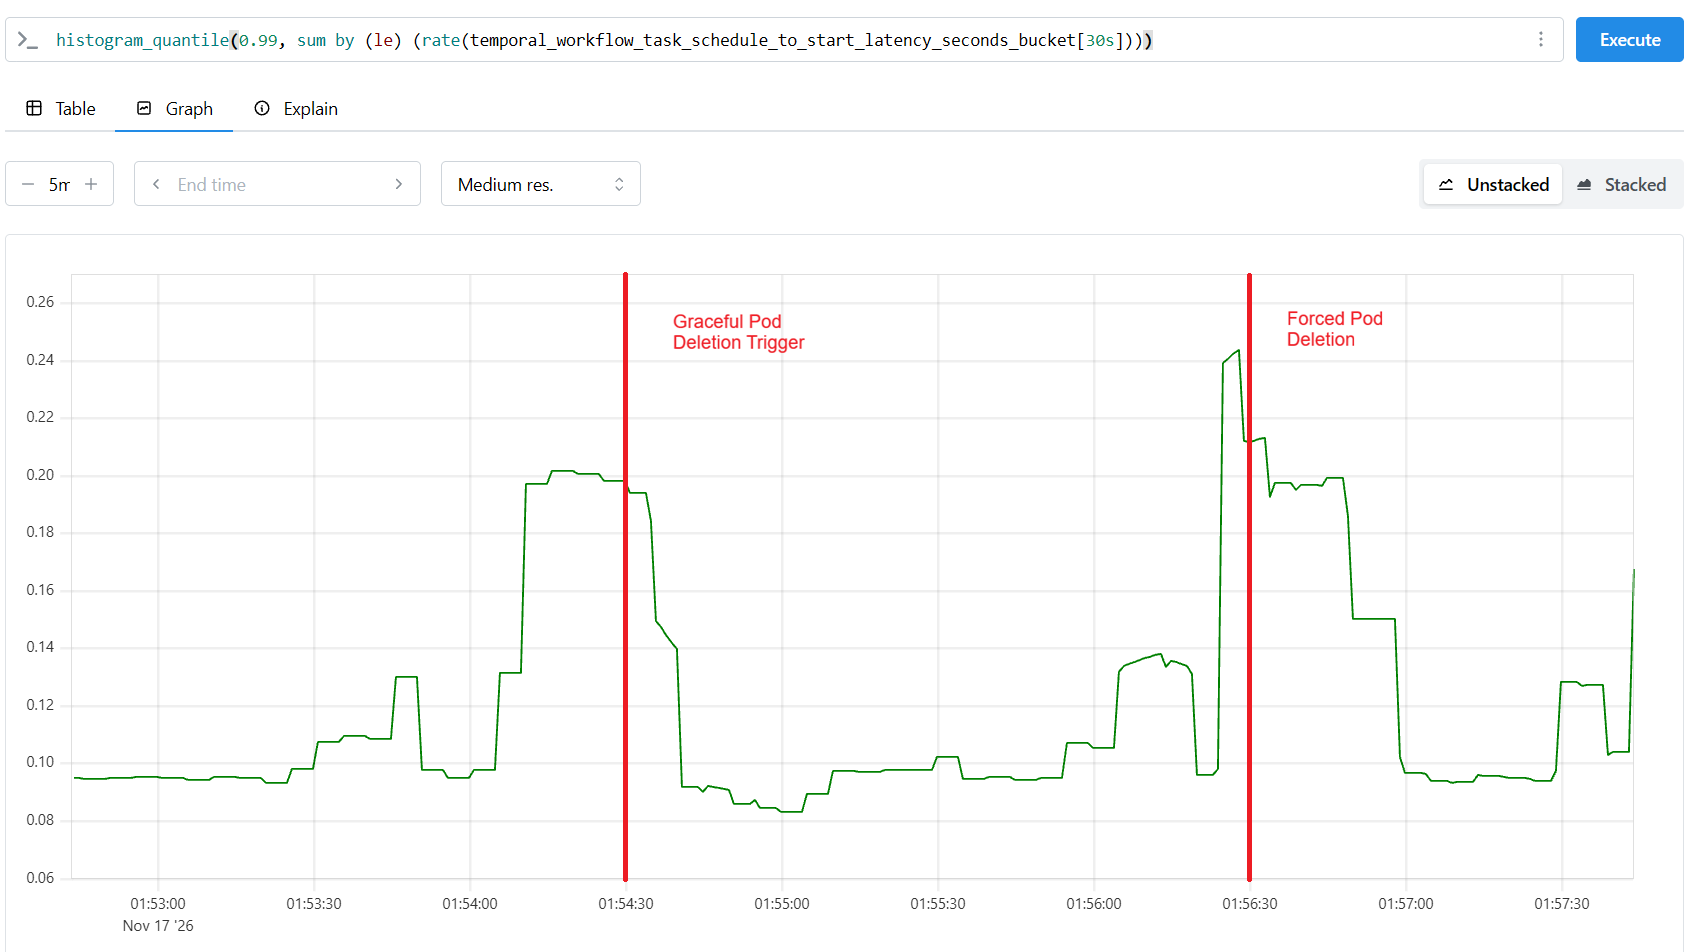 histogram_quantile(0.99, sum by (le) (rate(temporal_workflow_task_schedule_to_start_latency_seconds_bucket[30s])))
Execute
Table
Graph
Explain
5m
End time
Medium res.
Unstacked
Stacked
Graceful Pod
Deletion Trigger
Forced Pod
Deletion
0.26
0.24
0.22
0.20
0.18
0.16
0.14
0.12
0.10
0.08
0.06
01:53:00
01:53:30
01:54:00
01:54:30
01:55:00
01:55:30
01:56:00
01:56:30
01:57:00
01:57:30
Nov 17 '26